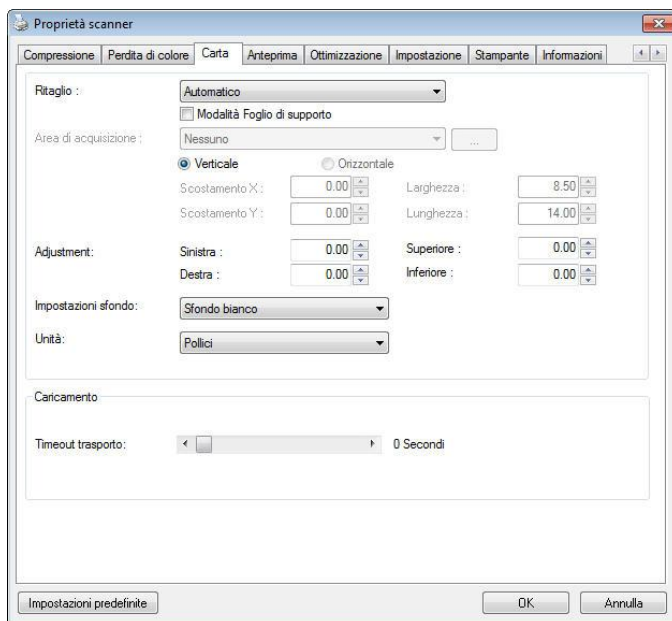 Proprietà scanner
Compressione Perdita di colore Carta Anteprima Ottimizzazione Impostazione Stampante Informazioni
Ritaglio : Automatico
Modalità Foglio di supporto
Area di acquisizione : Nessuno ...
Verticale Orizzontale
Scostamento X : 0.00 Larghezza : 8.50
Scostamento Y : 0.00 Lunghezza : 14.00
Adjustment: Sinistra : 0.00 Superiore : 0.00
Destra : 0.00 Inferiore : 0.00
Impostazioni sfondo: Sfondo bianco
Unità: Pollici
Caricamento
Timeout trasporto: 0 Secondi
Impostazioni predefinite OK Annulla